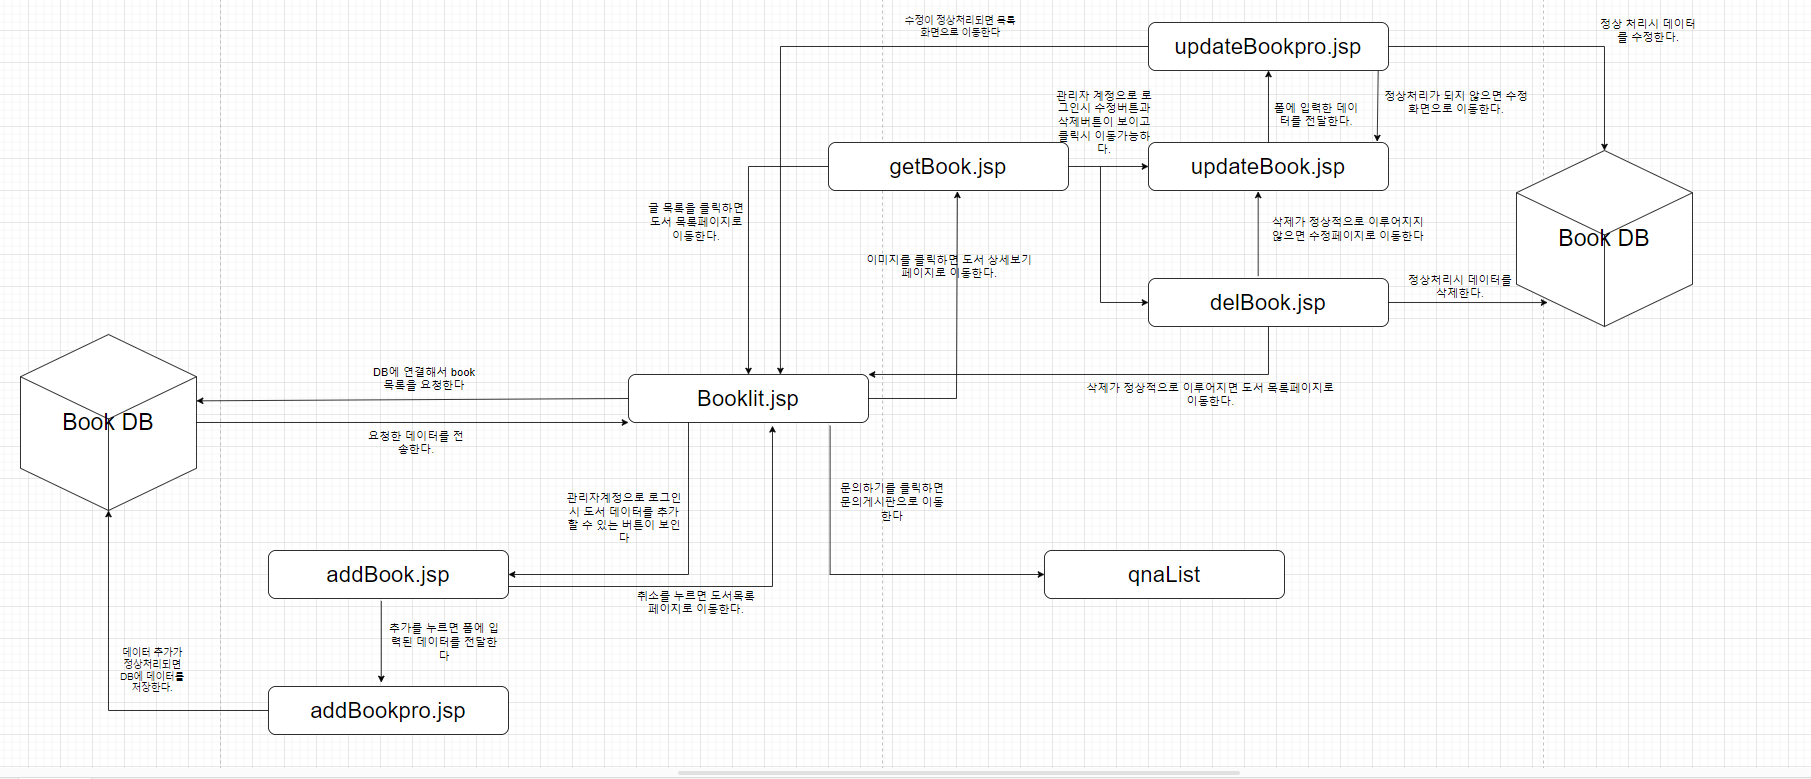 수정이 정상처리되면 목록
화면으로 이동한다
updateBookpro.jsp
정상 처리시 데이터
를 수정한다.
관리자 계정으로 로
그인시 수정버튼과
삭제버튼이 보이고
클릭시 이동가능하
다.
폼에 입력한 데이
터를 전달한다.
정상처리가 되지 않으면 수정
화면으로 이동한다.
getBook.jsp
updateBook.jsp
글 목록을 클릭하면
도서 목록페이지로
이동한다.
삭제가 정상적으로 이루어지지
않으면 수정페이지로 이동한다
Book DB
이미지를 클릭하면 도서 상세보기
페이지로 이동한다.
delBook.jsp
정상처리시 데이터를
삭제한다.
DB에 연결해서 book
목록을 요청한다
Booklit.jsp
삭제가 정상적으로 이루어지면 도서 목록페이지로
이동한다.
Book DB
요청한 데이터를 전
송한다.
관리자계정으로 로그인
시 도서 데이터를 추가
할 수 있는 버튼이 보인
다
문의하기를 클릭하면
문의게시판으로 이동
한다
addBook.jsp
qnaList
취소를 누르면 도서목록
페이지로 이동한다.
추가를 누르면 폼에 입
력된 데이터를 전달한
다
데이터 추가가
정상처리되면
DB에 데이터를
저장한다.
addBookpro.jsp